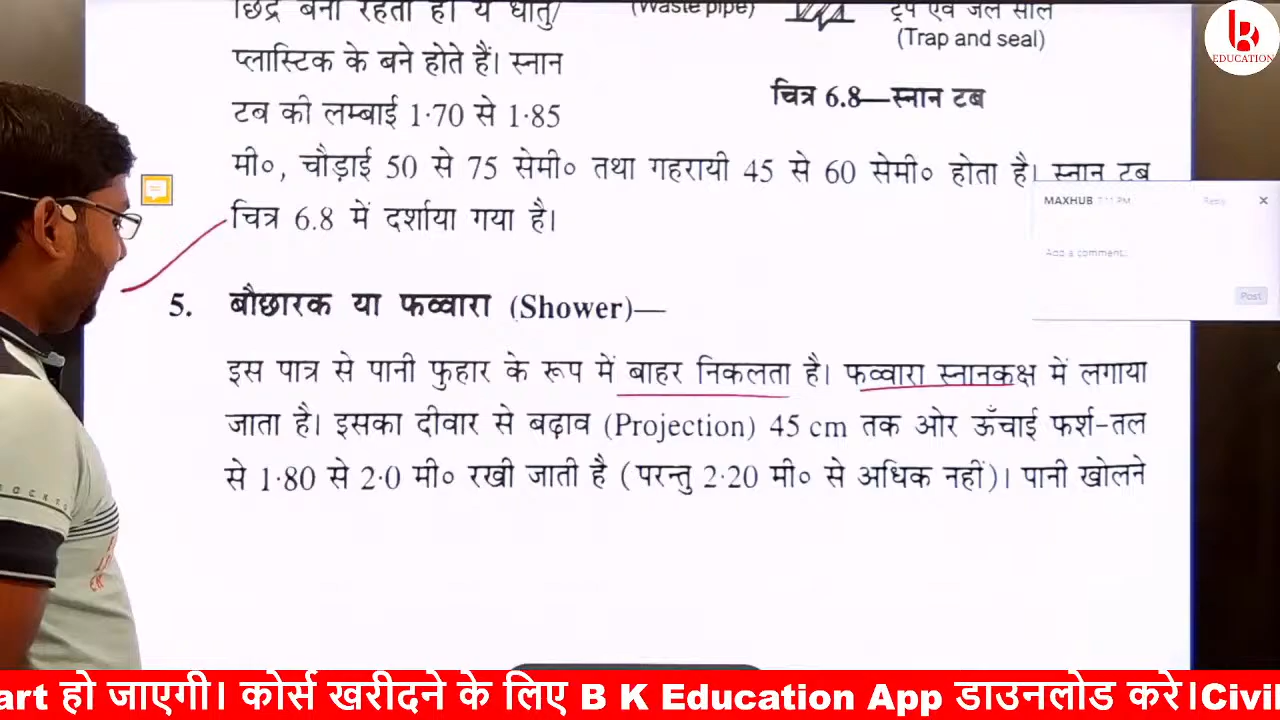 छिद्र बना रहता है। ये धातु/
(Waste pipe)
ट्रैप एवं जल सील
(Trap and seal)
प्लास्टिक के बने होते हैं। स्नान
टब की लम्बाई 1·70 से 1·85
चित्र 6.8—स्नान टब
मी०, चौड़ाई 50 से 75 सेमी० तथा गहरायी 45 से 60 सेमी० होता है। स्नान टब
चित्र 6.8 में दर्शाया गया है।
5. बौछारक या फव्वारा (Shower)—
इस पात्र से पानी फुहार के रूप में बाहर निकलता है। फव्वारा स्नानकक्ष में लगाया
जाता है। इसका दीवार से बढ़ाव (Projection) 45 cm तक ओर ऊँचाई फर्श-तल
से 1·80 से 2·0 मी० रखी जाती है (परन्तु 2·20 मी० से अधिक नहीं)। पानी खोलने
MAXHUB 7:11 PM
Reply
×
Add a comment...
Post
EDUCATION
art हो जाएगी। कोर्स खरीदने के लिए B K Education App डाउनलोड करे।Civil